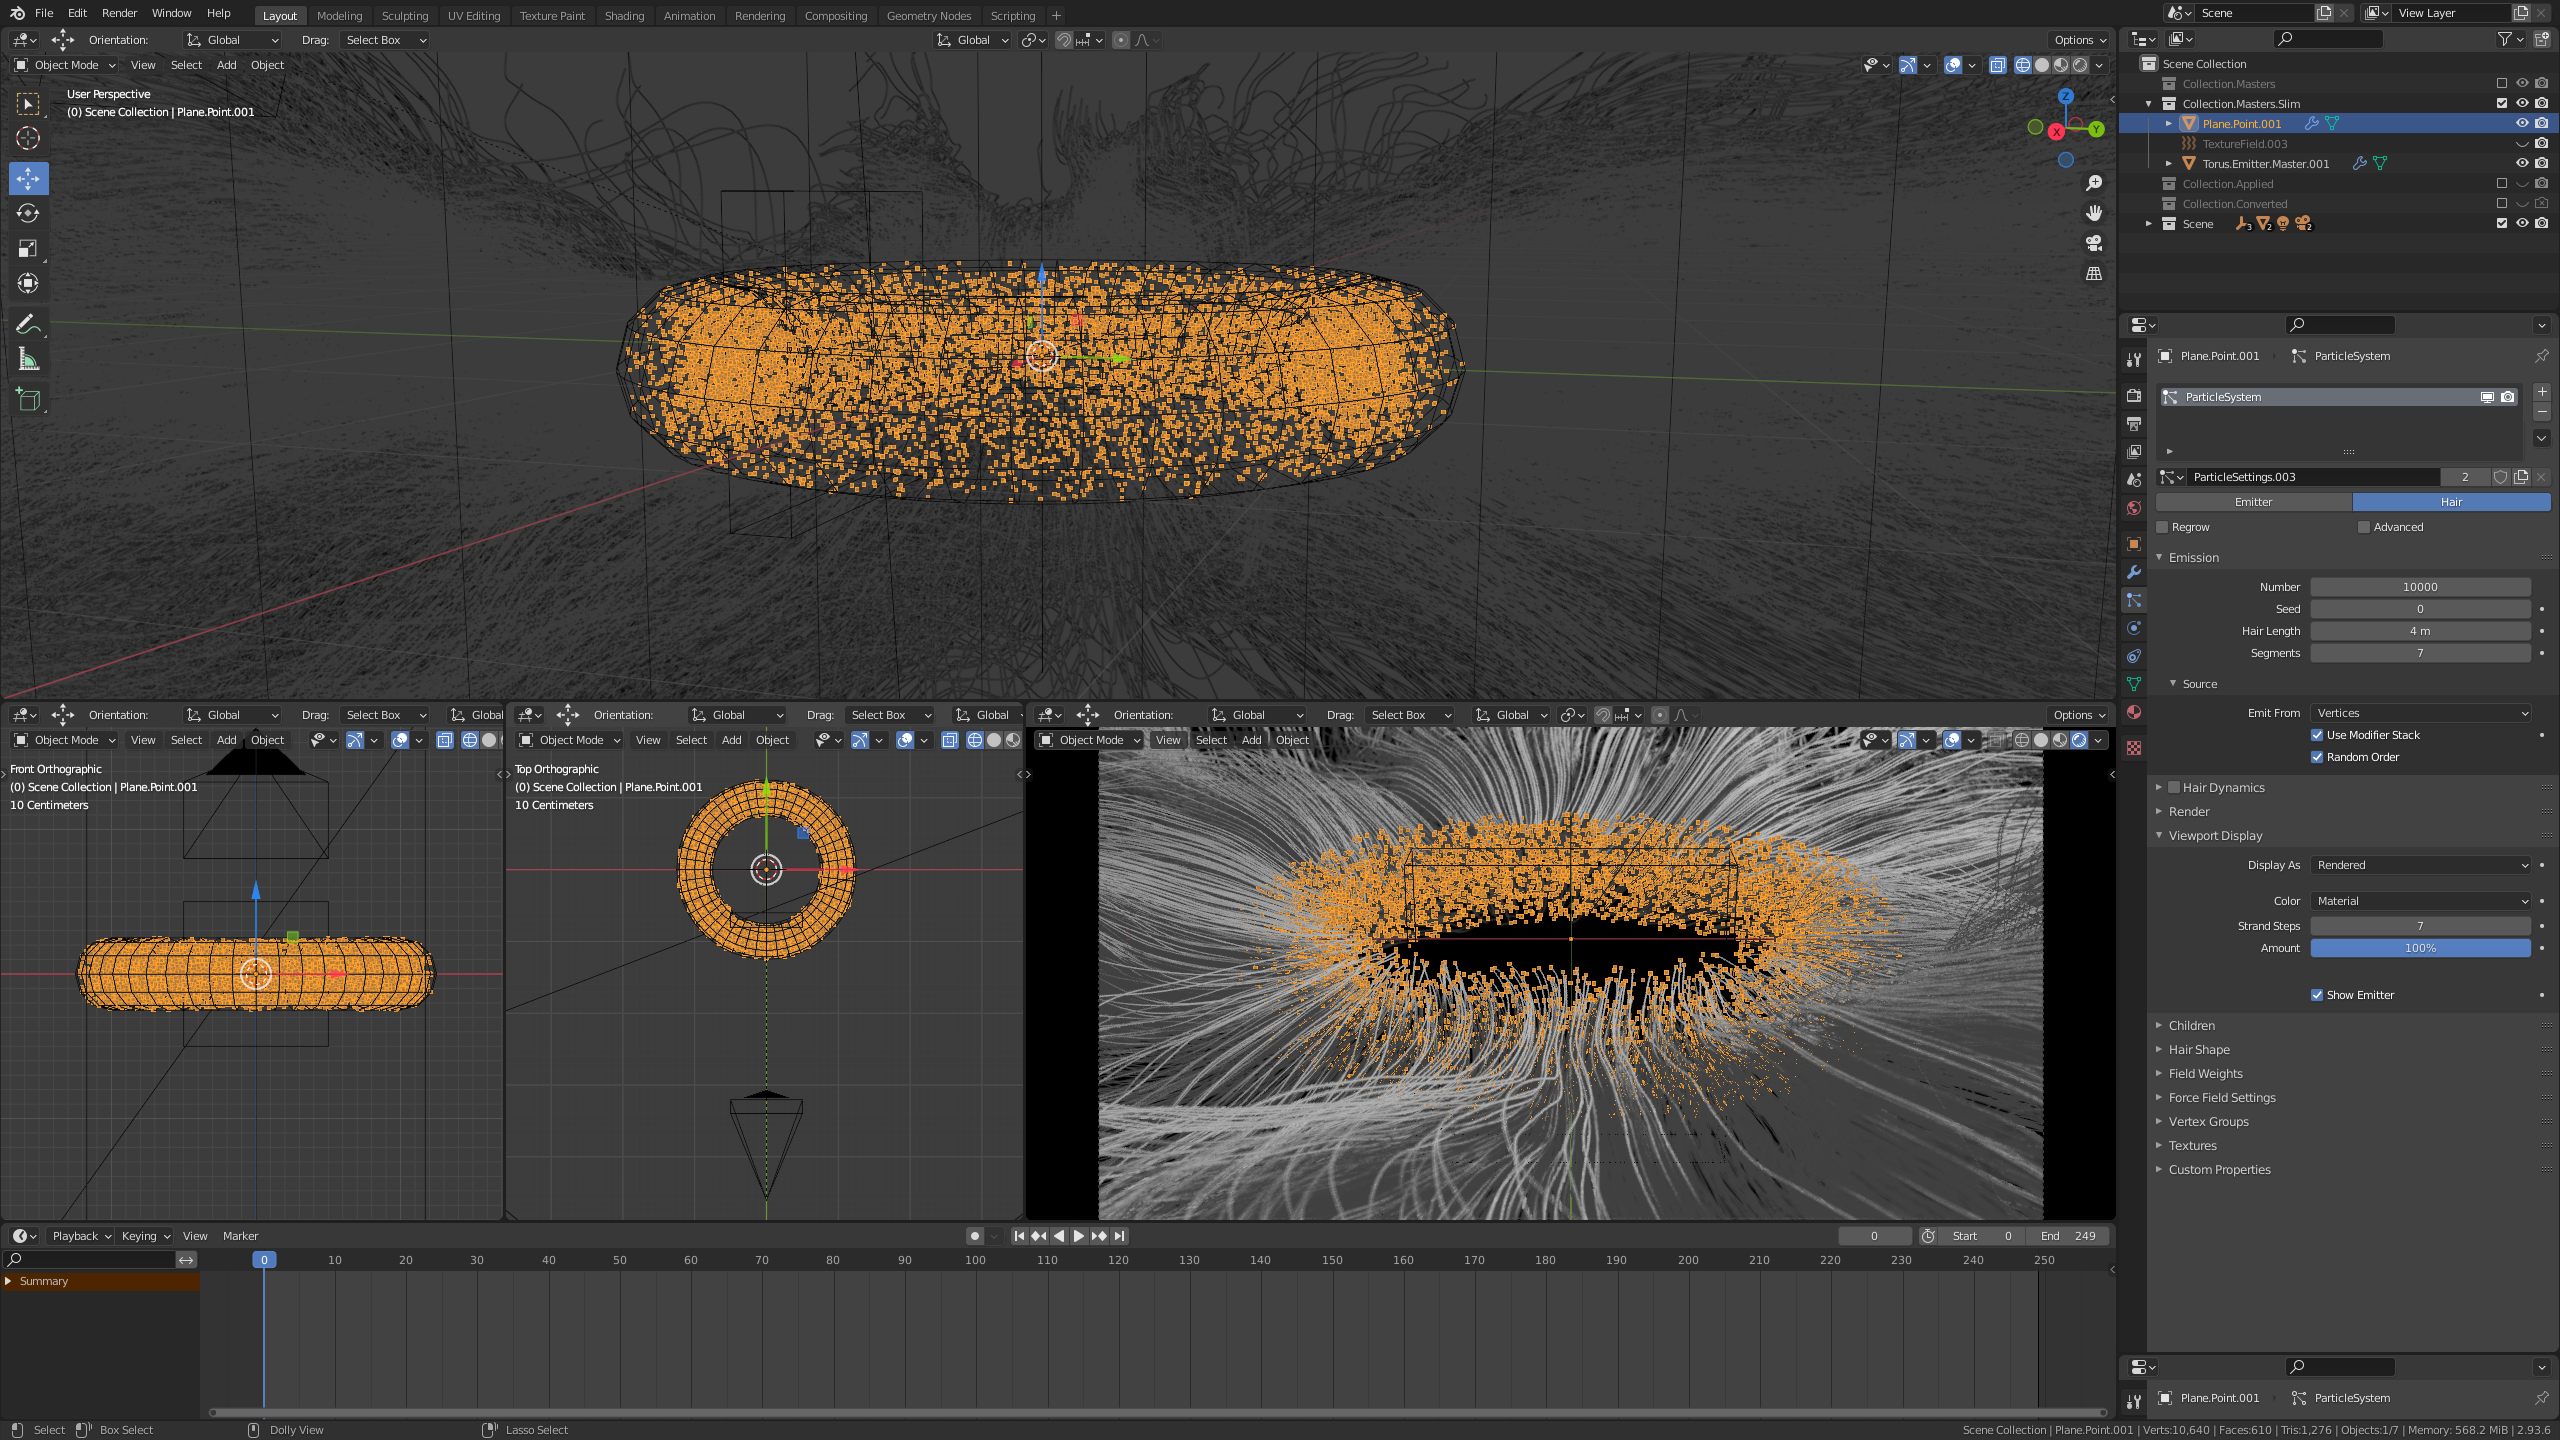 File Edit Render Window Help Layout Modeling Sculpting UV Editing Texture Paint Shading Animation Rendering Compositing Geometry Nodes Scripting + Scene View Layer
Orientation: Global Drag: Select Box Global Options
Object Mode View Select Add Object
User Perspective
(0) Scene Collection | Plane.Point.001
Z
X
Y
Scene Collection
Collection.Masters
Collection.Masters.Slim
Plane.Point.001
TextureField.003
Torus.Emitter.Master.001
Collection.Applied
Collection.Converted
Scene 3 2 2
Plane.Point.001 ParticleSystem
ParticleSystem
ParticleSettings.003 2
Emitter Hair
Regrow Advanced
Emission
Number 10000
Seed 0
Hair Length 4 m
Segments 7
Source
Emit From Vertices
Use Modifier Stack
Random Order
Hair Dynamics
Render
Viewport Display
Display As Rendered
Color Material
Strand Steps 7
Amount 100%
Show Emitter
Children
Hair Shape
Field Weights
Force Field Settings
Vertex Groups
Textures
Custom Properties
Plane.Point.001 ParticleSystem
Orientation: Global Drag: Select Box Global
Object Mode View Select Add Object
Front Orthographic
(0) Scene Collection | Plane.Point.001
10 Centimeters
Orientation: Global Drag: Select Box Global
Object Mode View Select Add Object
Top Orthographic
(0) Scene Collection | Plane.Point.001
10 Centimeters
Orientation: Global Drag: Select Box Global Options
Object Mode View Select Add Object
Playback Keying View Marker 0 Start 0 End 249
0 10 20 30 40 50 60 70 80 90 100 110 120 130 140 150 160 170 180 190 200 210 220 230 240 250
Summary
Select Box Select Dolly View Lasso Select Scene Collection | Plane.Point.001 | Verts:10,640 | Faces:610 | Tris:1,276 | Objects:1/7 | Memory: 568.2 MiB | 2.93.6